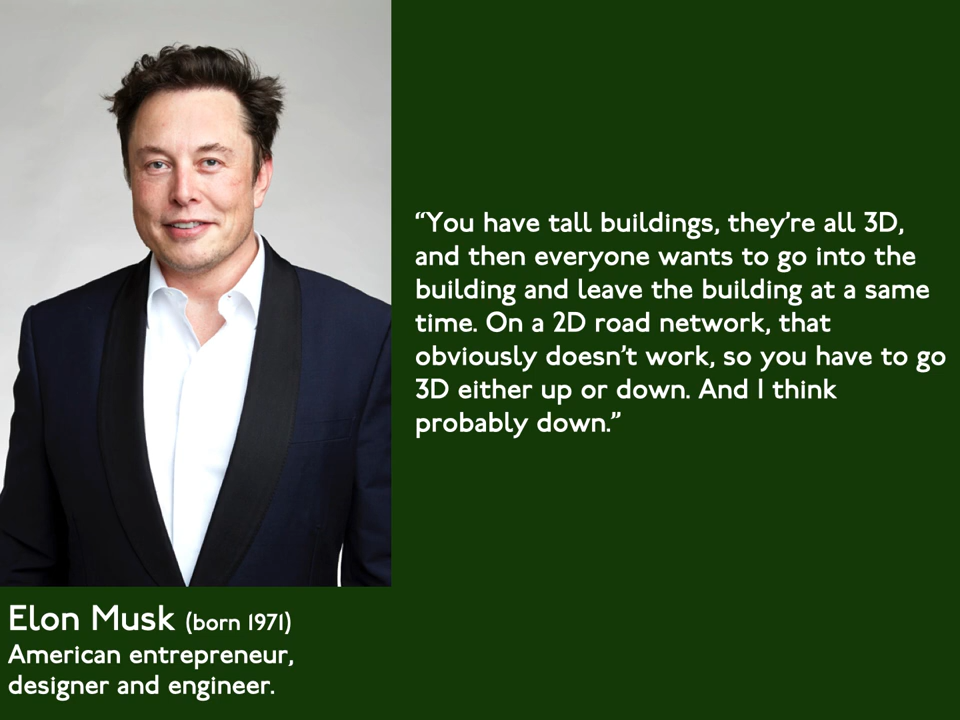 “You have tall buildings, they’re all 3D,
and then everyone wants to go into the
building and leave the building at a same
time. On a 2D road network, that
obviously doesn’t work, so you have to go
3D either up or down. And I think
probably down.”
Elon Musk (born 1971)
American entrepreneur,
designer and engineer.